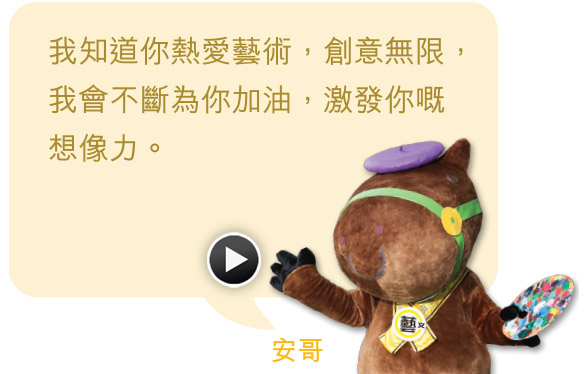 我知道你熱愛藝術，創意無限，
我會不斷為你加油，激發你嘅
想像力。
藝文
安哥